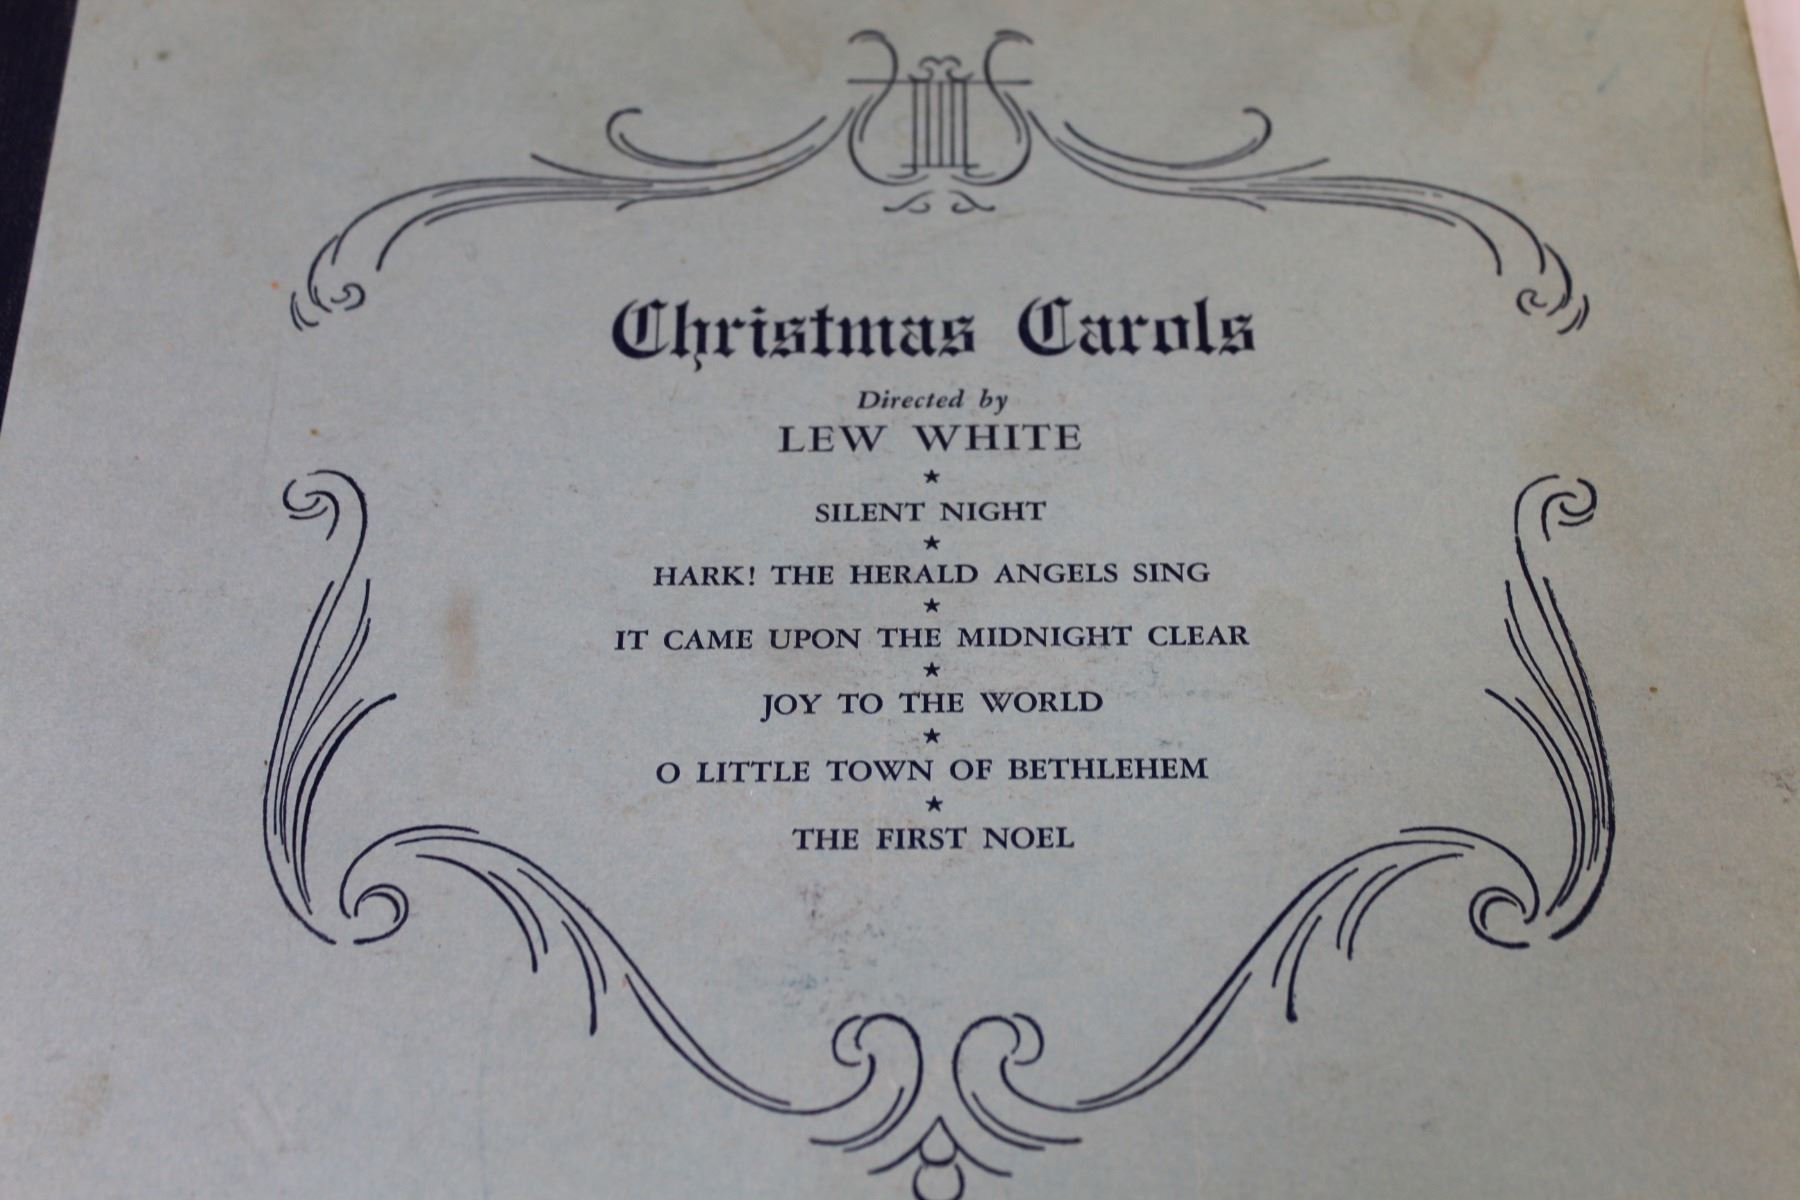 Christmas Carols
Directed by
LEW WHITE
★
SILENT NIGHT
★
HARK! THE HERALD ANGELS SING
★
IT CAME UPON THE MIDNIGHT CLEAR
★
JOY TO THE WORLD
★
O LITTLE TOWN OF BETHLEHEM
★
THE FIRST NOEL